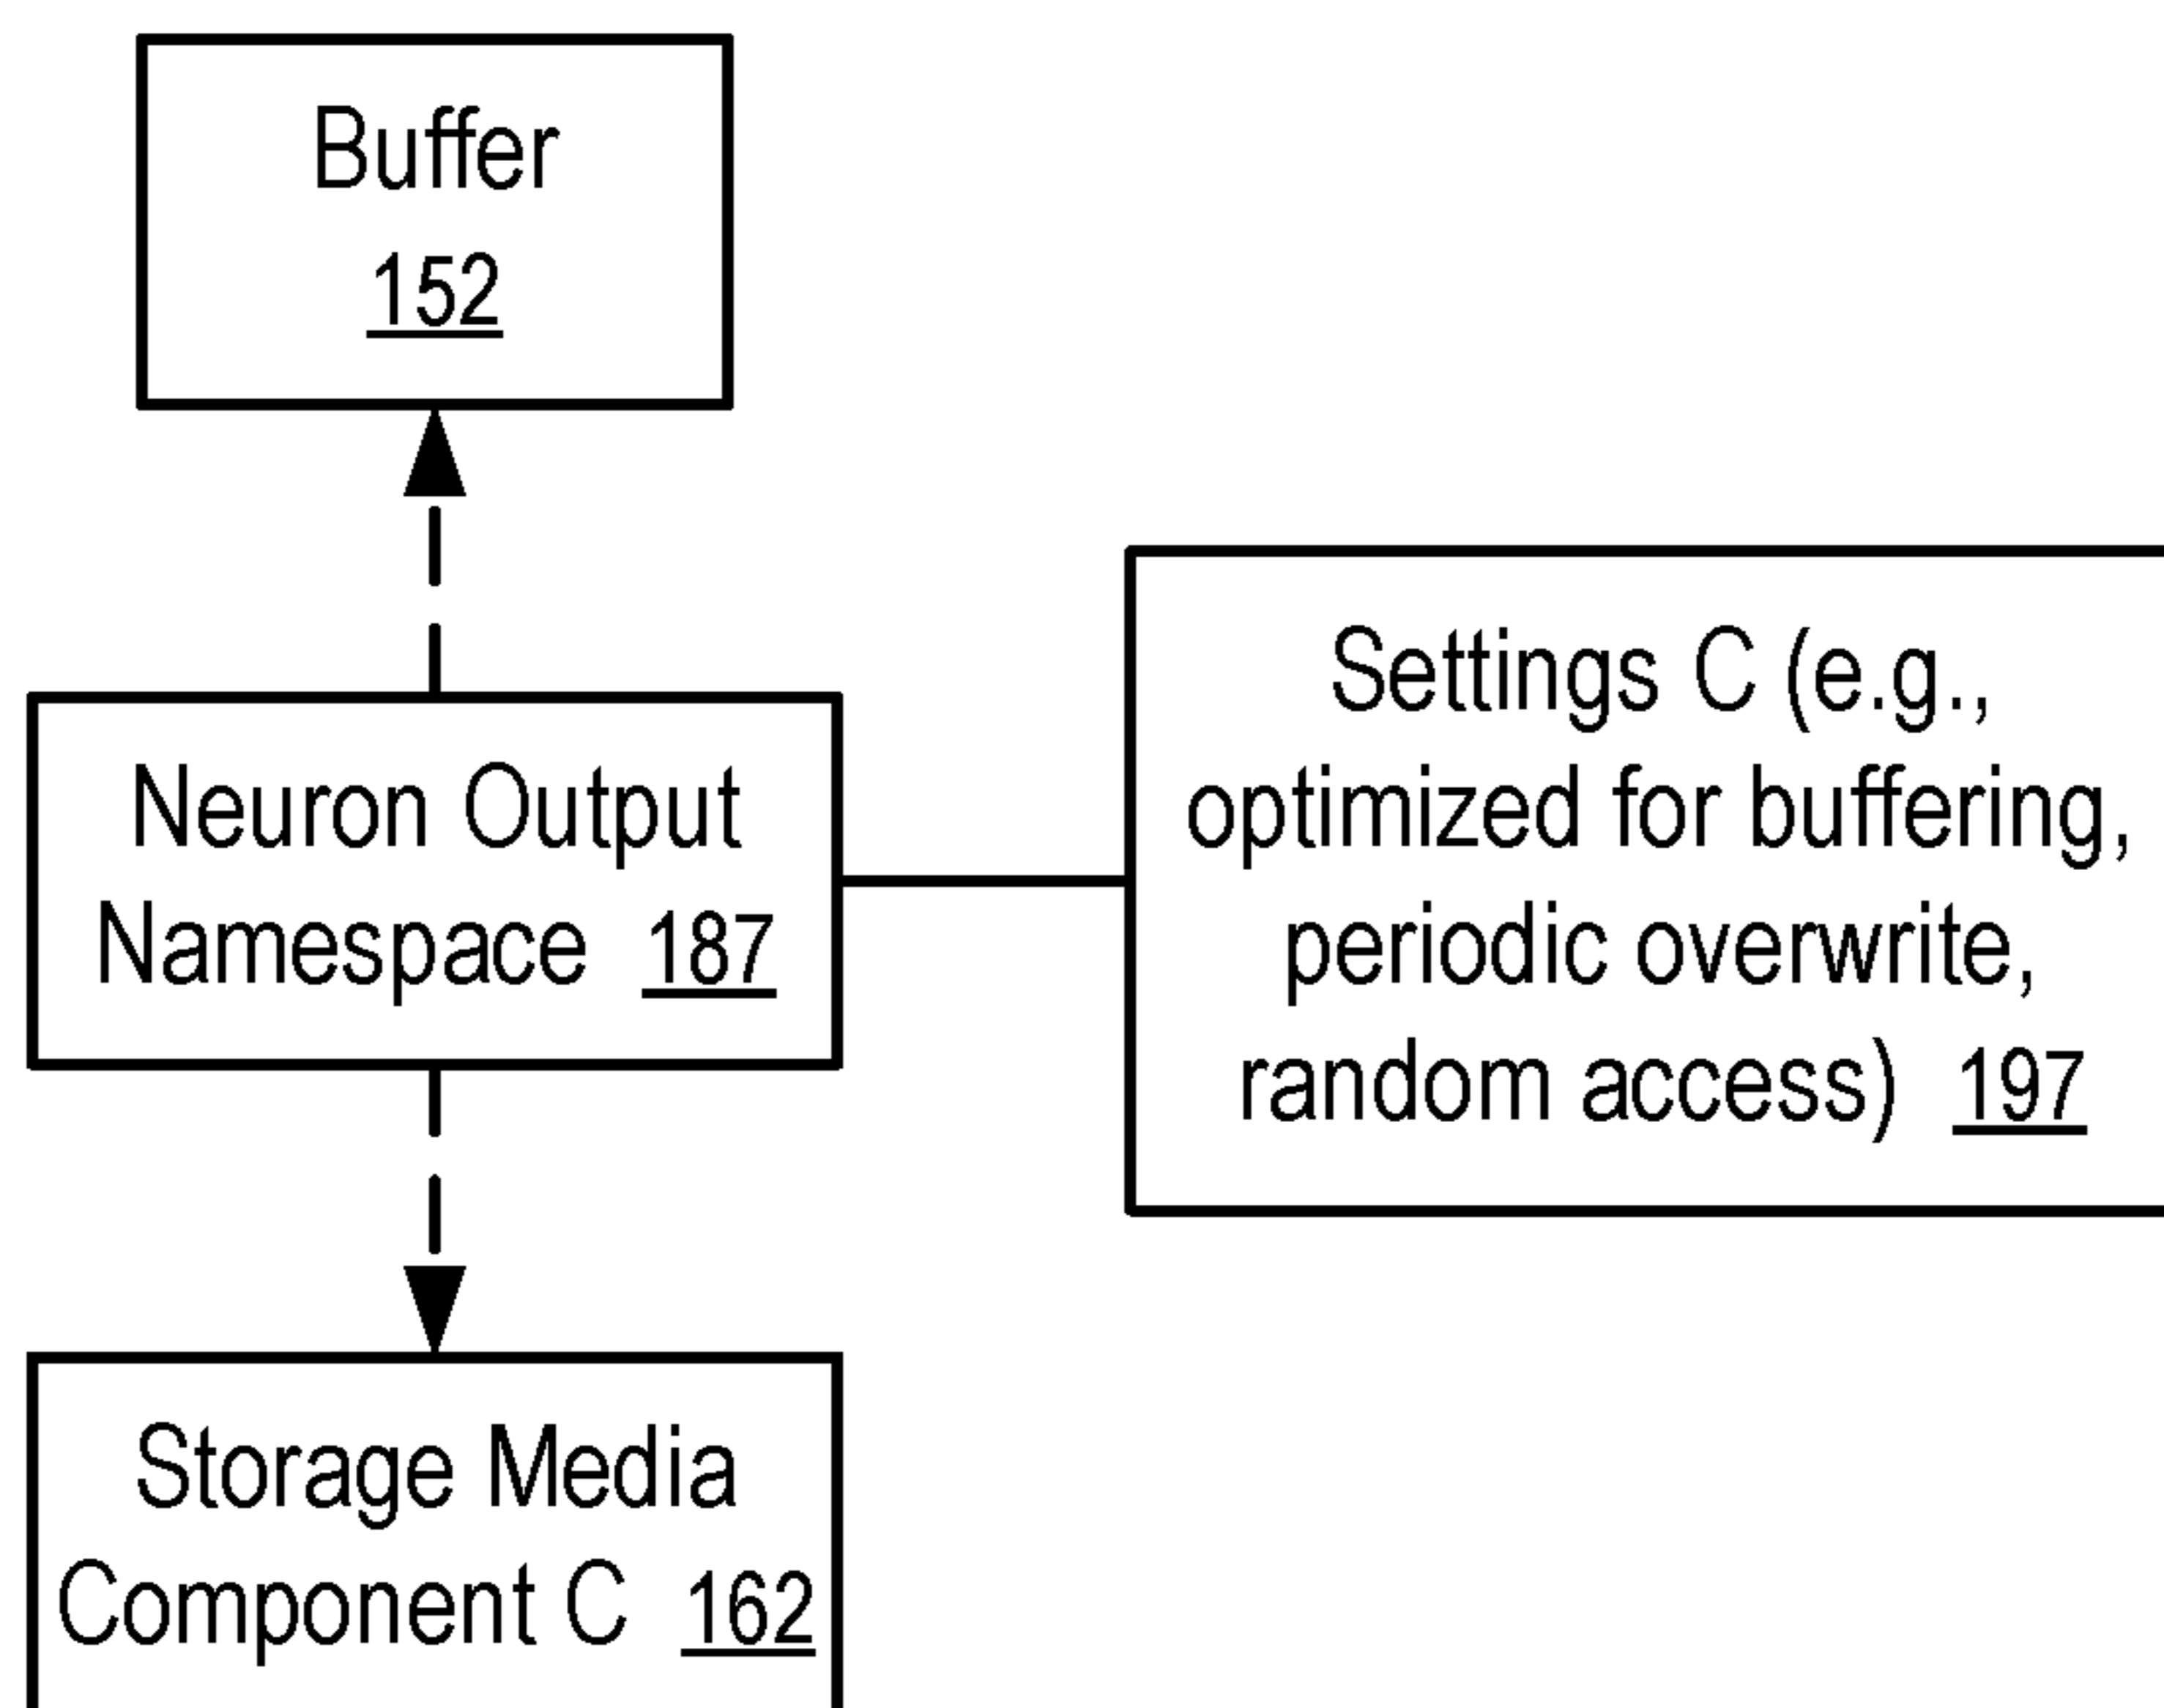 Buffer
152
Neuron Output
Namespace 187
Settings C (e.g.,
optimized for buffering,
periodic overwrite,
random access) 197
Storage Media
Component C 162